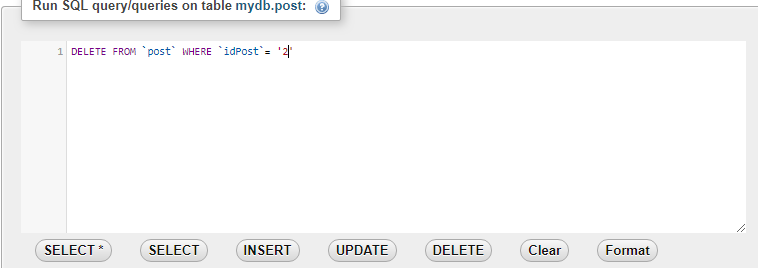 Run SQL query/queries on table mydb.post:
1 DELETE FROM `post` WHERE `idPost`= '2'
SELECT * SELECT INSERT UPDATE DELETE Clear Format